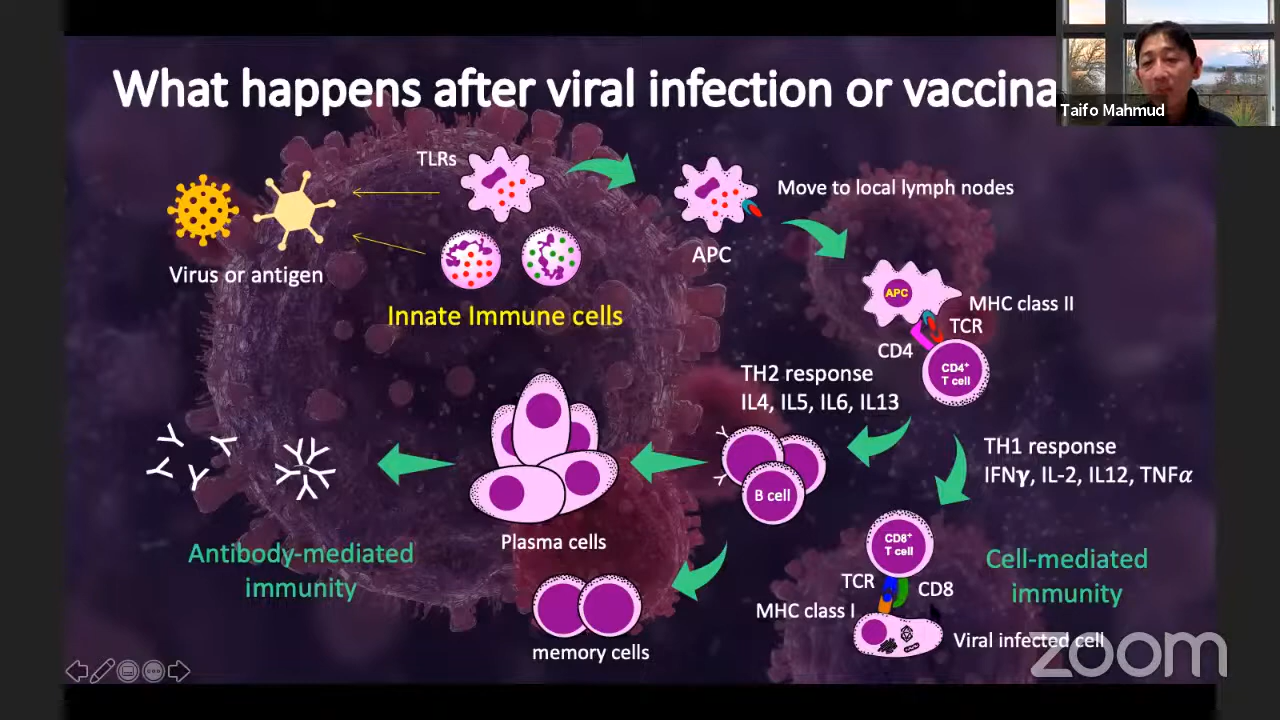 What happens after viral infection or vaccina
Taifo Mahmud
TLRs
Move to local lymph nodes
APC
Virus or antigen
Innate Immune cells
APC
MHC class II
TCR
CD4
CD4+
T cell
TH2 response
IL4, IL5, IL6, IL13
TH1 response
IFNγ, IL-2, IL12, TNFα
B cell
Plasma cells
Antibody-mediated
immunity
CD8+
T cell
TCR
CD8
MHC class I
Cell-mediated
immunity
Viral infected cell
memory cells
zoom